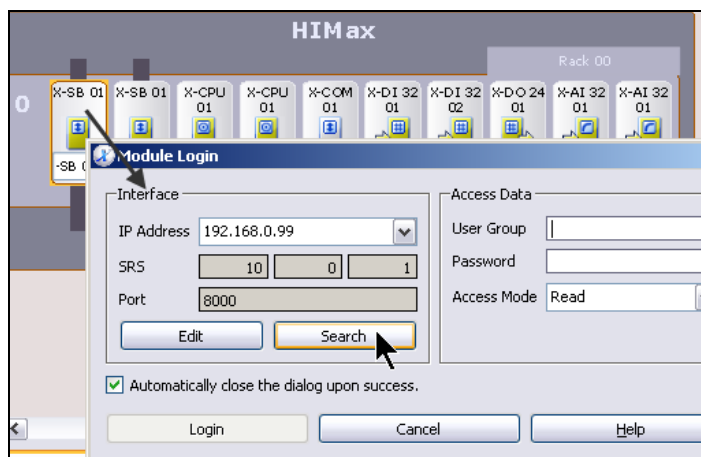 HIMax
Rack 00
0
X-SB 01 X-SB 01 X-CPU 01 X-CPU 01 X-COM 01 X-DI 32 01 X-DI 32 02 X-DO 24 01 X-AI 32 01 X-AI 32 01
-SB
Module Login
Interface
IP Address 192.168.0.99
SRS 10 0 1
Port 8000
Edit Search
Access Data
User Group
Password
Access Mode Read
Automatically close the dialog upon success.
Login Cancel Help